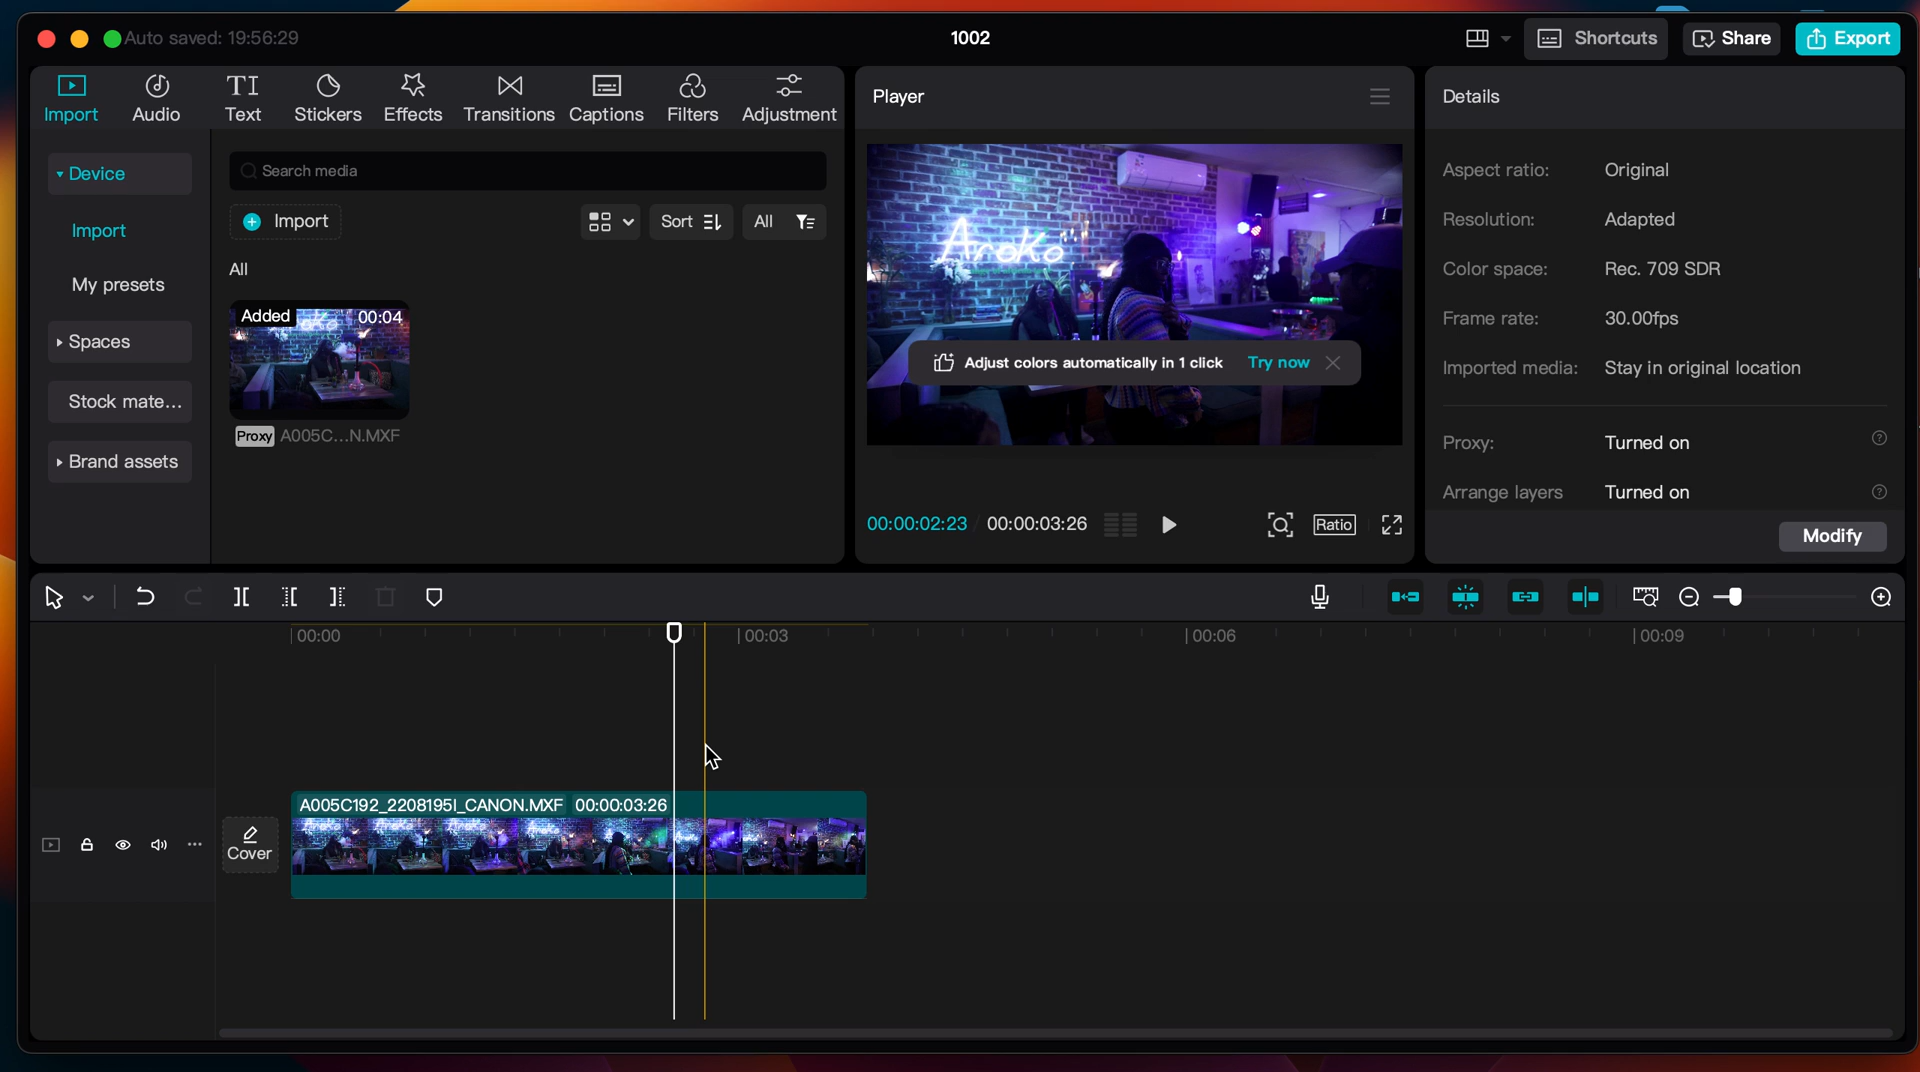 Auto saved: 19:56:29
1002
Shortcuts
Share
Export
Import
Audio
TI
Text
Stickers
Effects
Transitions
Captions
Filters
Adjustment
Device
Import
My presets
Spaces
Stock mate...
Brand assets
Search media
Import
Sort
All
All
Added
00:04
Proxy A005C...N.MXF
Player
Aroko
Adjust colors automatically in 1 click Try now
00:00:02:23 00:00:03:26
Ratio
Details
Aspect ratio: Original
Resolution: Adapted
Color space: Rec. 709 SDR
Frame rate: 30.00fps
Imported media: Stay in original location
Proxy: Turned on
Arrange layers Turned on
Modify
00:00
00:03
00:06
00:09
Cover
A005C192_2208195I_CANON.MXF 00:00:03:26